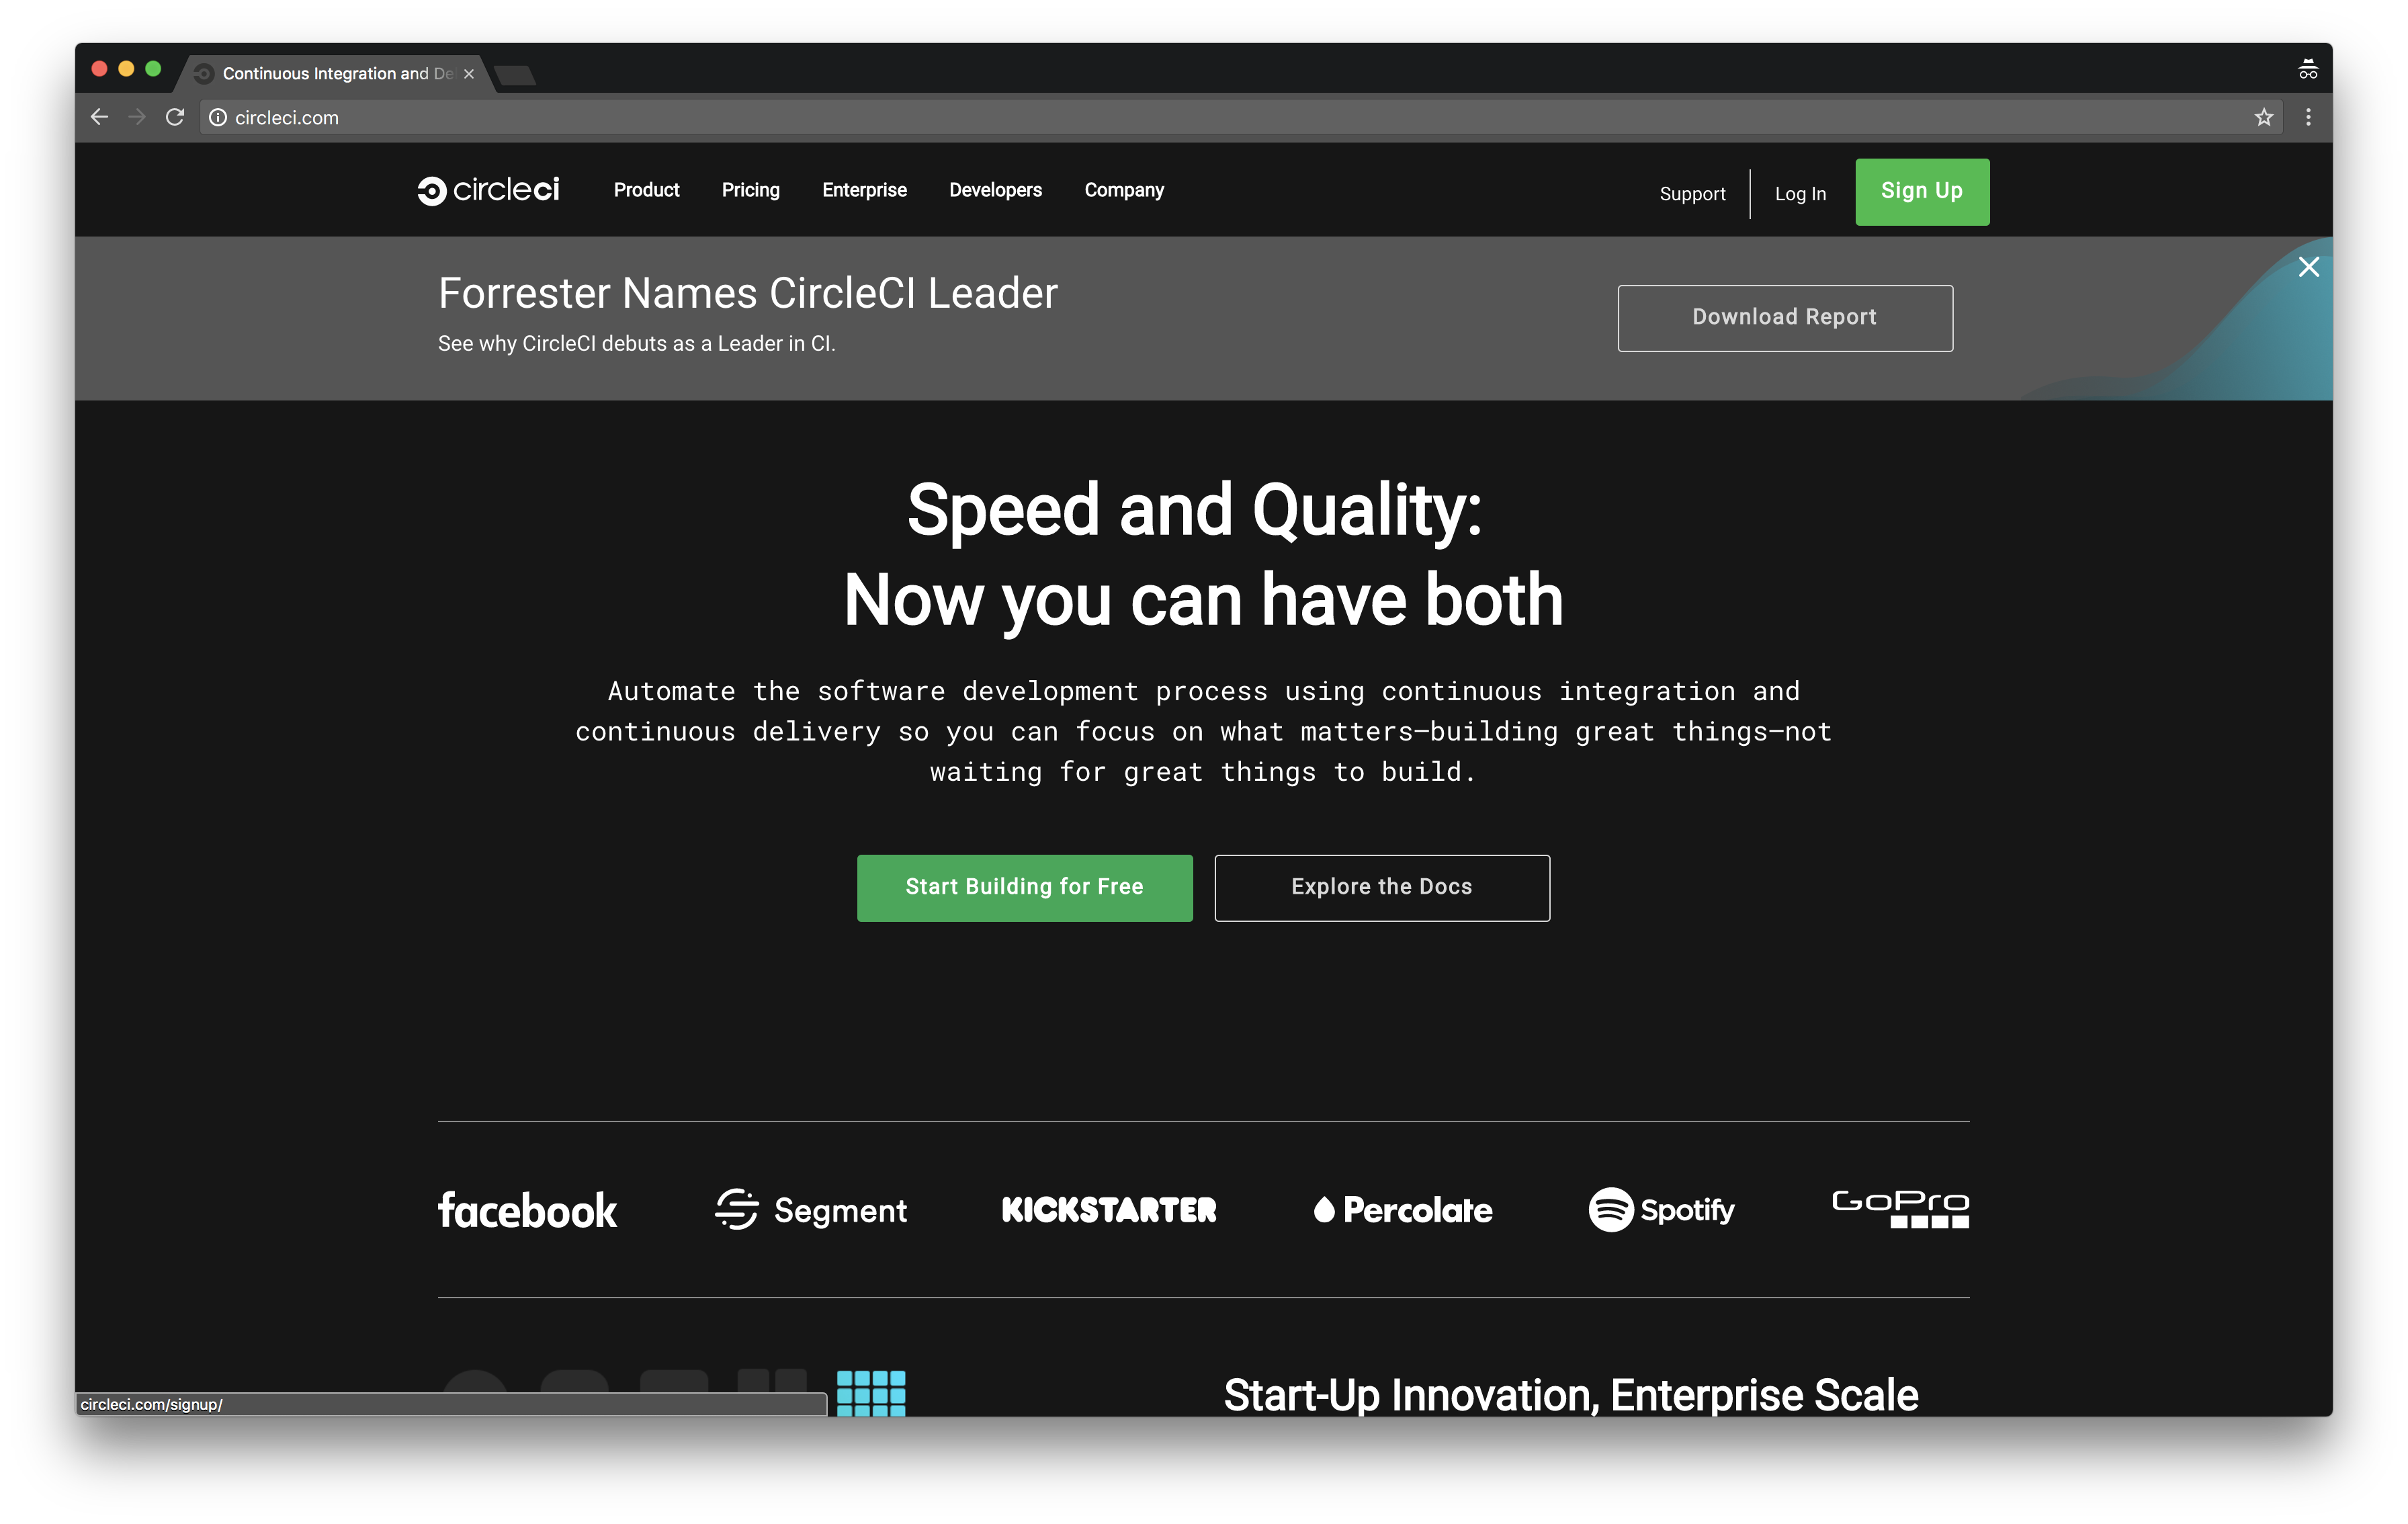 Continuous Integration and De
circleci.com
circleci
Product
Pricing
Enterprise
Developers
Company
Support
Log In
Sign Up
Forrester Names CircleCI Leader
See why CircleCI debuts as a Leader in CI.
Download Report
Speed and Quality:
Now you can have both
Automate the software development process using continuous integration and
continuous delivery so you can focus on what matters—building great things—not
waiting for great things to build.
Start Building for Free
Explore the Docs
facebook
Segment
KICKSTARTER
Percolate
Spotify
GoPro
Start-Up Innovation, Enterprise Scale
circleci.com/signup/